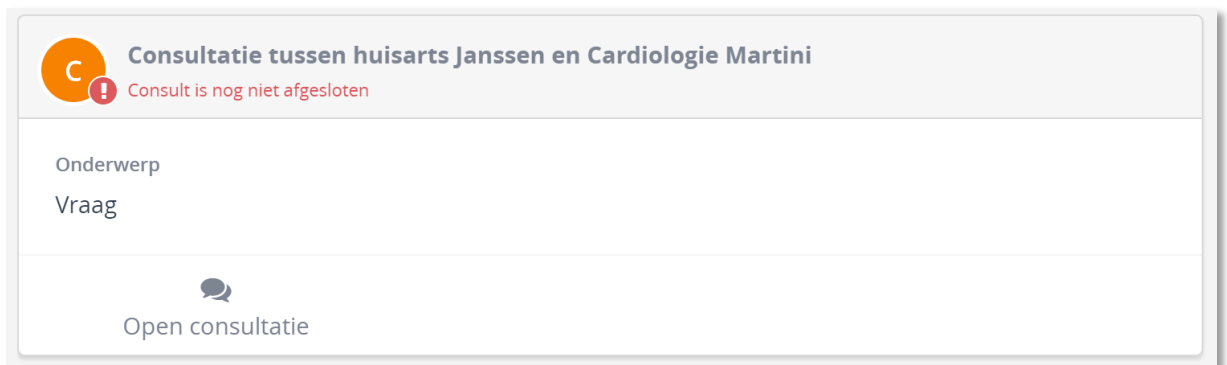 C
!
Consultatie tussen huisarts Janssen en Cardiologie Martini
Consult is nog niet afgesloten
Onderwerp
Vraag
Open consultatie